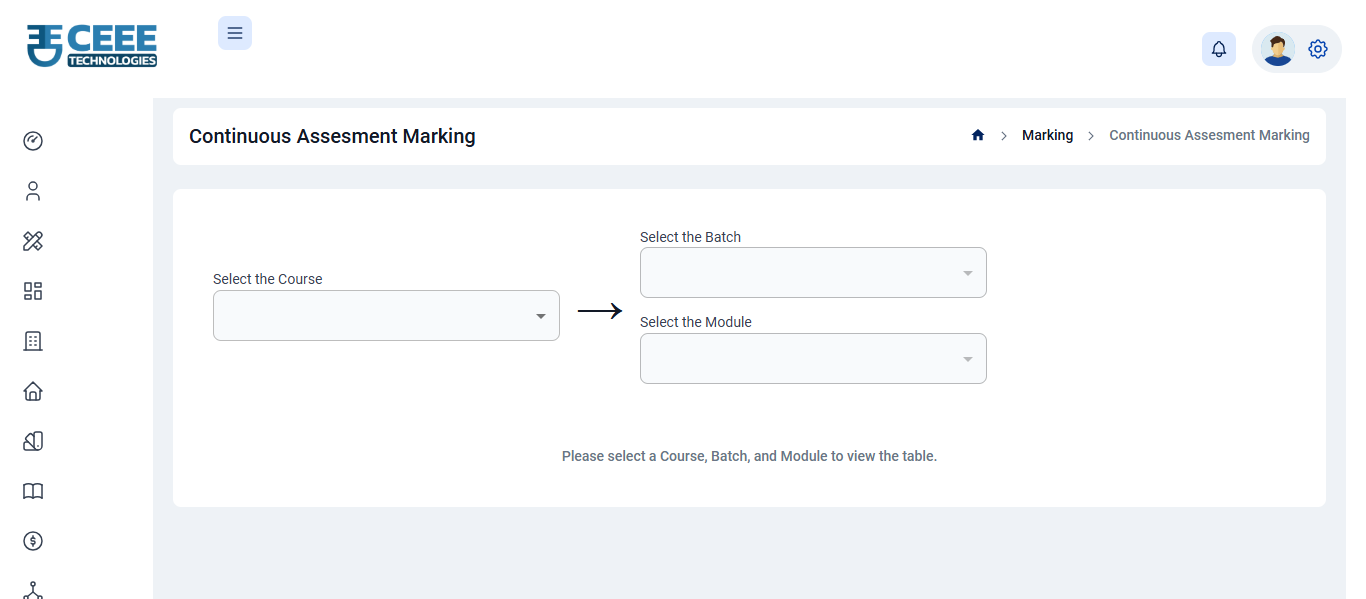 CEEE
TECHNOLOGIES
Continuous Assesment Marking
Marking
Continuous Assesment Marking
Select the Course
Select the Batch
Select the Module
Please select a Course, Batch, and Module to view the table.